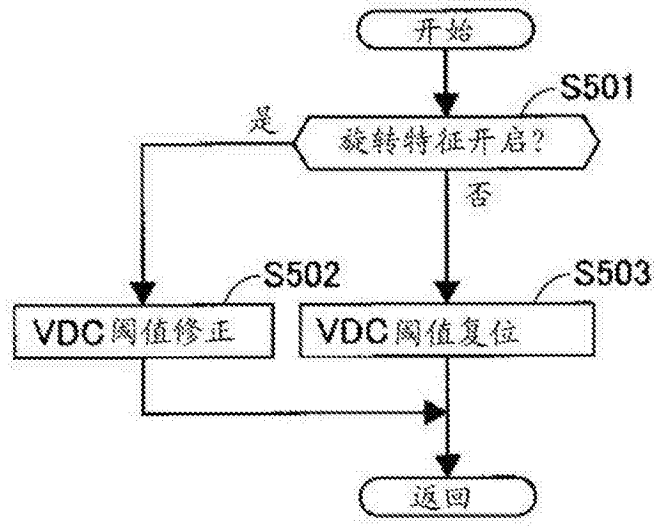 开始
S501
旋转特征开启?
是
否
S502
VDC阈值修正
S503
VDC阈值复位
返回